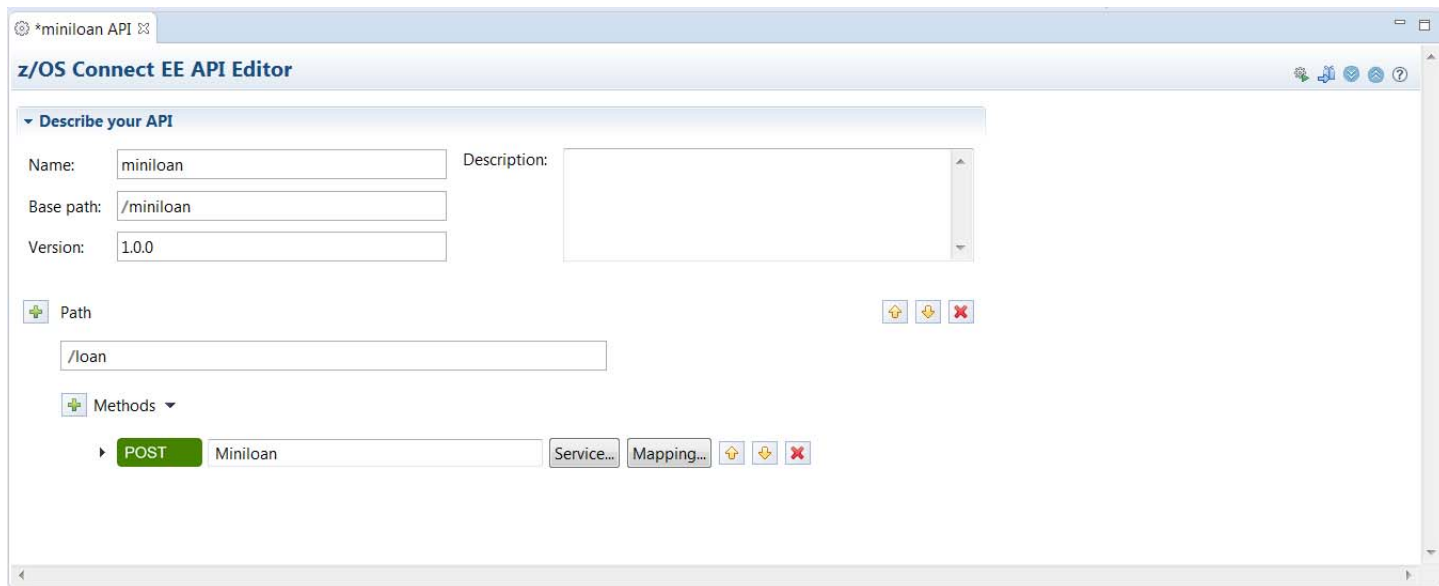 *miniloan API
z/OS Connect EE API Editor
Describe your API
Name: miniloan
Description:
Base path: /miniloan
Version: 1.0.0
Path
/loan
Methods
POST Miniloan Service... Mapping...